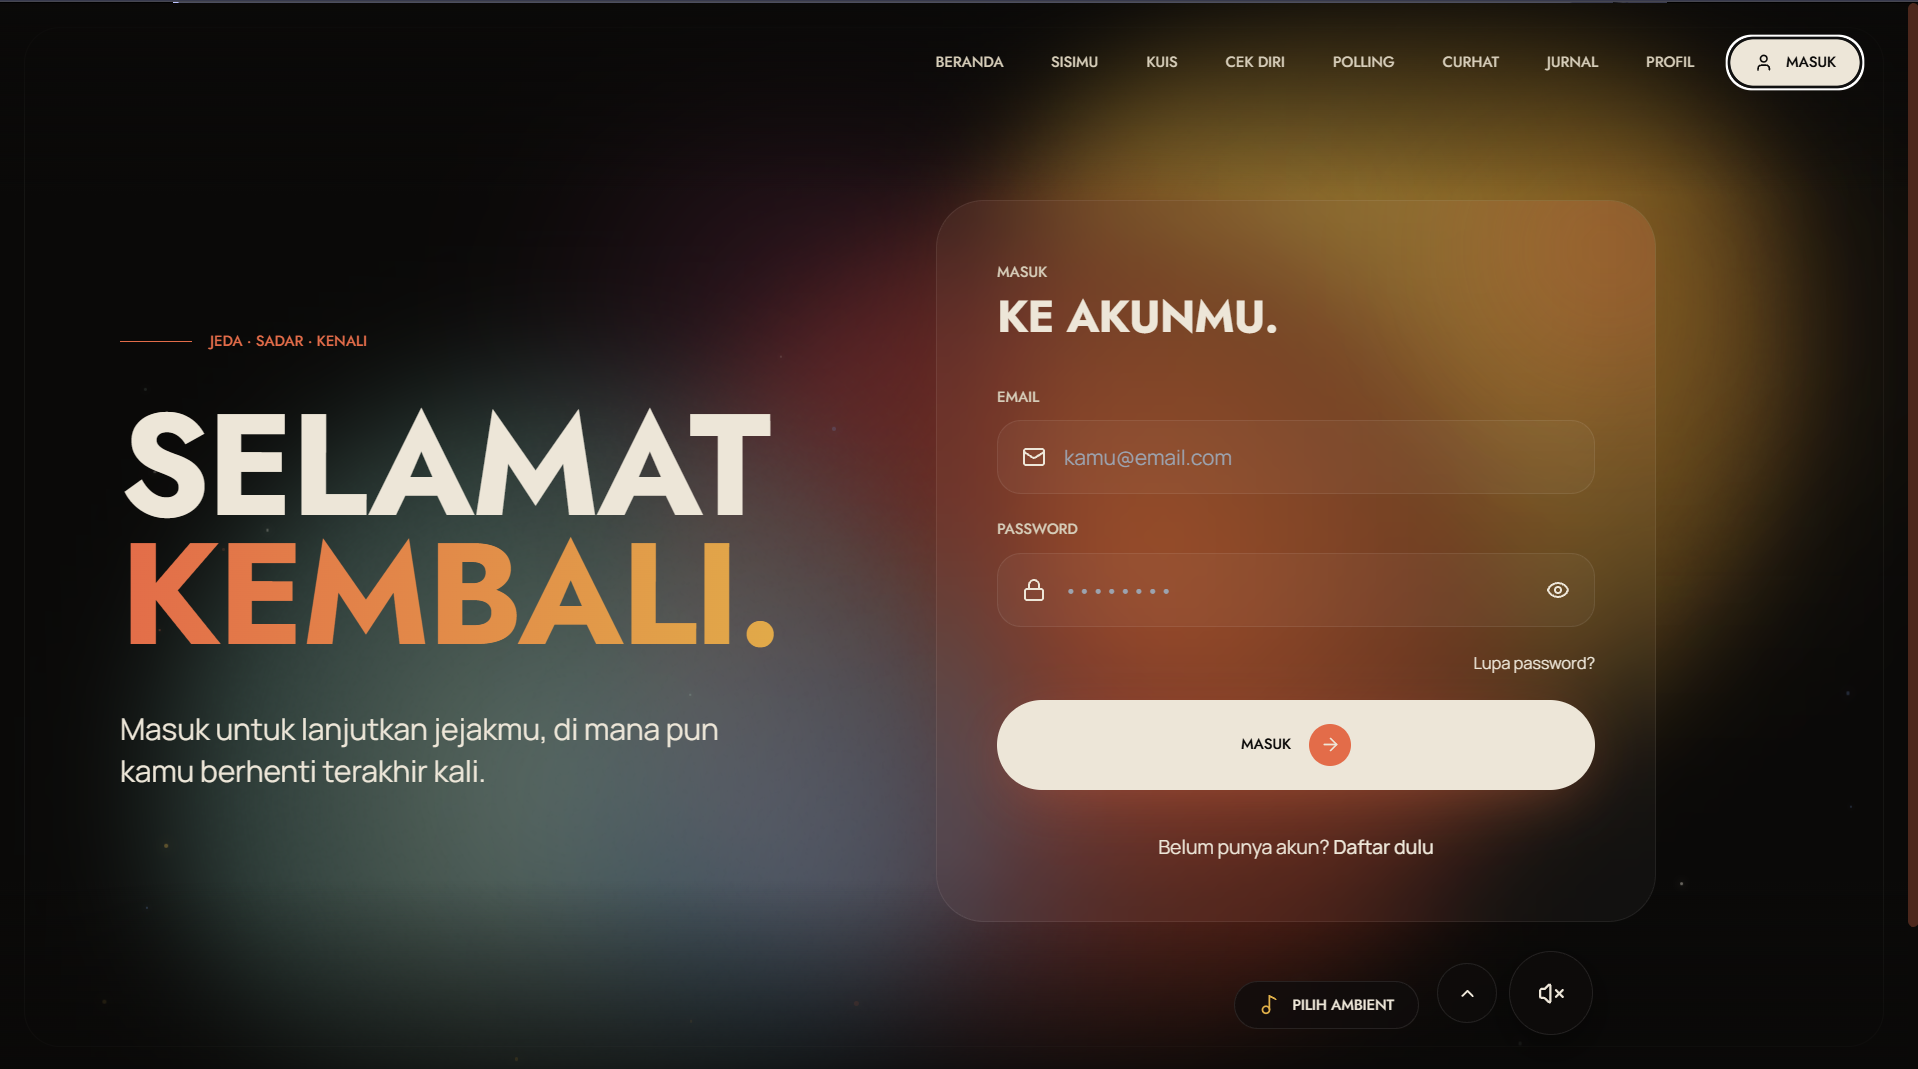 BERANDA SISIMU KUIS CEK DIRI POLLING CURHAT JURNAL PROFIL MASUK
JEDA · SADAR · KENALI
SELAMAT
KEMBALI.
Masuk untuk lanjutkan jejakmu, di mana pun
kamu berhenti terakhir kali.
MASUK
KE AKUNMU.
EMAIL
kamu@email.com
PASSWORD
••••••••
Lupa password?
MASUK
Belum punya akun? Daftar dulu
PILIH AMBIENT